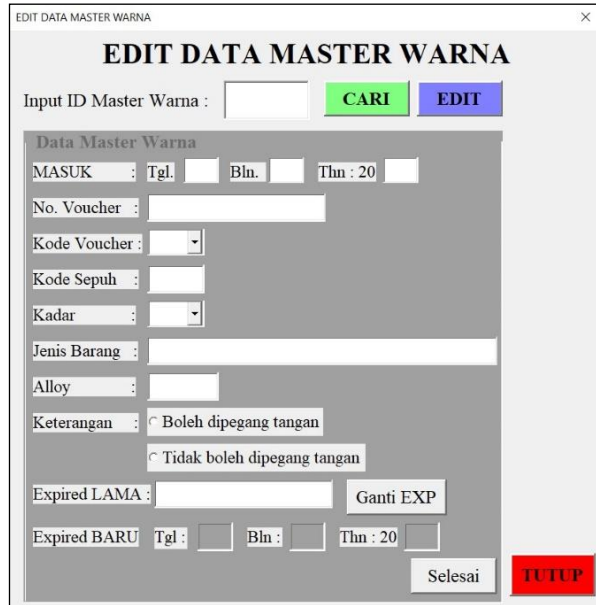 EDIT DATA MASTER WARNA
EDIT DATA MASTER WARNA
Input ID Master Warna : CARI EDIT
Data Master Warna
MASUK : Tgl. Bln. Thn : 20
No. Voucher :
Kode Voucher :
Kode Sepuh :
Kadar :
Jenis Barang :
Alloy :
Keterangan : Boleh dipegang tangan
Tidak boleh dipegang tangan
Expired LAMA : Ganti EXP
Expired BARU Tgl : Bln : Thn : 20
Selesai TUTUP